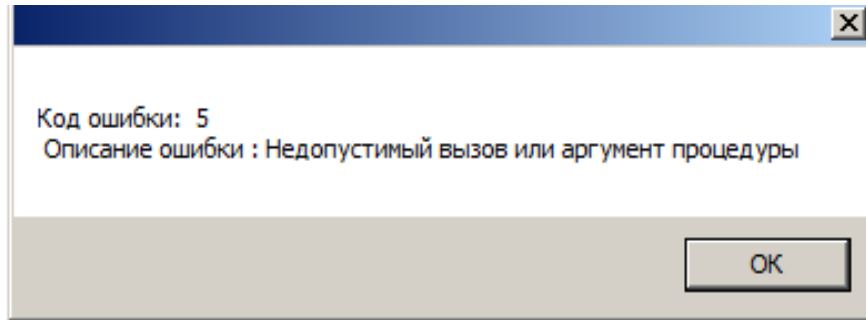 Код ошибки:  5
Описание ошибки : Недопустимый вызов или аргумент процедуры
OK